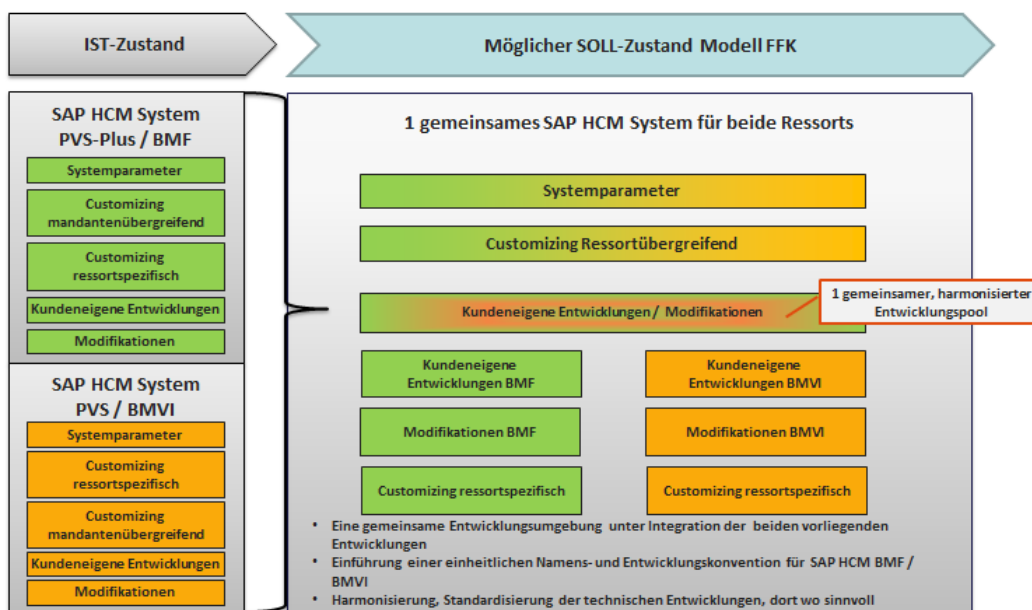 IST-Zustand
Möglicher SOLL-Zustand Modell FFK
SAP HCM System
PVS-Plus / BMF
Systemparameter
Customizing
mandantenübergreifend
Customizing
ressortspezifisch
Kundeneigene Entwicklungen
Modifikationen
SAP HCM System
PVS / BMVI
Systemparameter
Customizing
ressortspezifisch
Customizing
mandantenübergreifend
Kundeneigene Entwicklungen
Modifikationen
1 gemeinsames SAP HCM System für beide Ressorts
Systemparameter
Customizing Ressortübergreifend
Kundeneigene Entwicklungen / Modifikationen
1 gemeinsamer, harmonisierter
Entwicklungspool
Kundeneigene
Entwicklungen BMF
Kundeneigene
Entwicklungen BMVI
Modifikationen BMF
Modifikationen BMVI
Customizing ressortspezifisch
Customizing ressortspezifisch
• Eine gemeinsame Entwicklungsumgebung unter Integration der beiden vorliegenden
Entwicklungen
• Einführung einer einheitlichen Namens- und Entwicklungskonvention für SAP HCM BMF /
BMVI
• Harmonisierung, Standardisierung der technischen Entwicklungen, dort wo sinnvoll